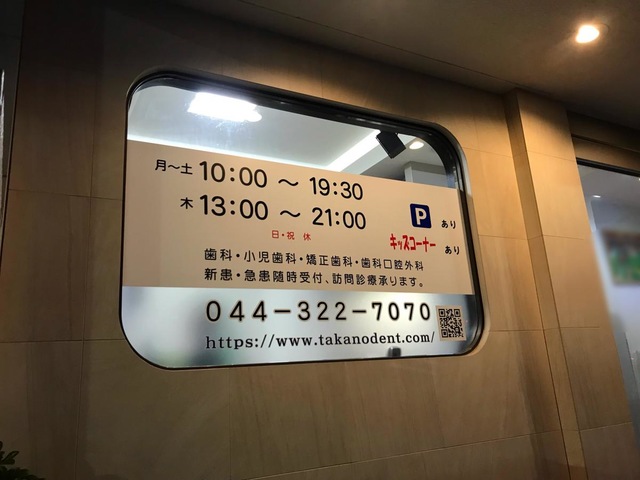 月〜土 10:00 〜 19:30
木 13:00 〜 21:00
日・祝 休
P あり
キッズコーナー あり
歯科・小児歯科・矯正歯科・歯科口腔外科
新患・急患随時受付、訪問診療承ります。
044-322-7070
https://www.takanodent.com/